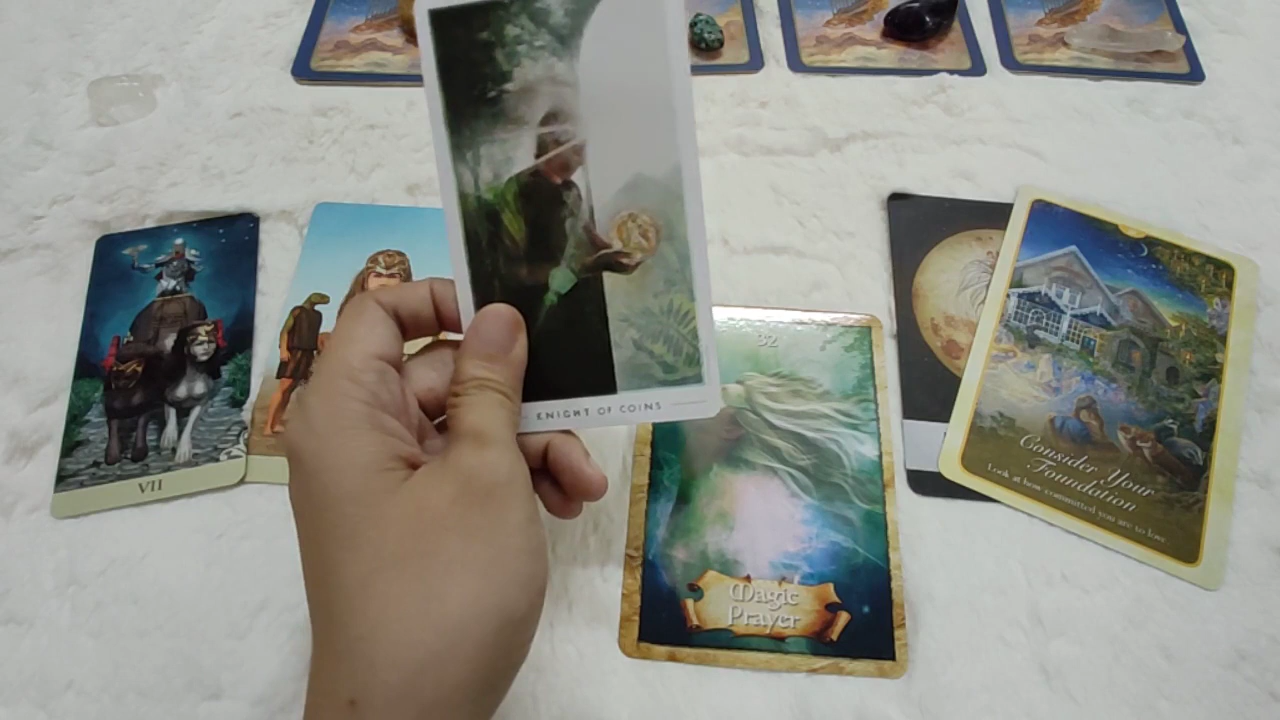 KNIGHT OF COINS
32
VII
Consider Your
Foundation
Look at how committed you are to love.
Magic
Prayer